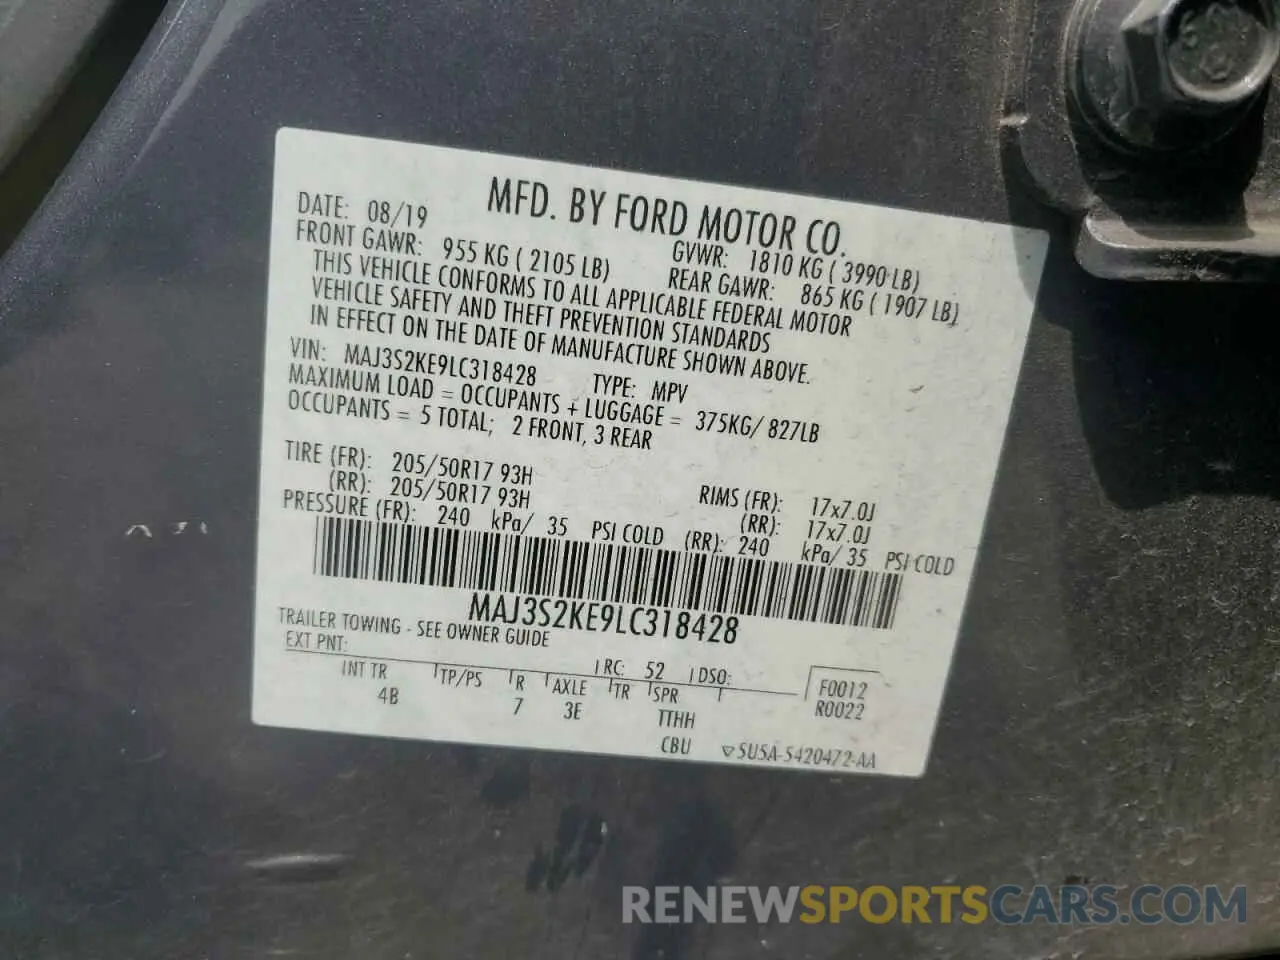 MFD. BY FORD MOTOR CO.
DATE: 08/19 GVWR: 1810 KG ( 3990 LB)
FRONT GAWR: 955 KG ( 2105 LB) REAR GAWR: 865 KG ( 1907 LB)
THIS VEHICLE CONFORMS TO ALL APPLICABLE FEDERAL MOTOR
VEHICLE SAFETY AND THEFT PREVENTION STANDARDS
IN EFFECT ON THE DATE OF MANUFACTURE SHOWN ABOVE.
VIN: MAJ3S2KE9LC318428 TYPE: MPV
MAXIMUM LOAD = OCCUPANTS + LUGGAGE = 375KG/ 827LB
OCCUPANTS = 5 TOTAL; 2 FRONT, 3 REAR
TIRE (FR): 205/50R17 93H RIMS (FR): 17x7.0J
(RR): 205/50R17 93H (RR): 17x7.0J
PRESSURE (FR): 240 kPa/ 35 PSI COLD (RR): 240 kPa/ 35 PSI COLD
MAJ3S2KE9LC318428
TRAILER TOWING - SEE OWNER GUIDE
EXT PNT: RC: 52 DSO: F0012
INT TR TP/PS R AXLE TR SPR R0022
4B 7 3E TTHH
CBU SU5A-5420472-AA
RENEWSPORTSCARS.COM